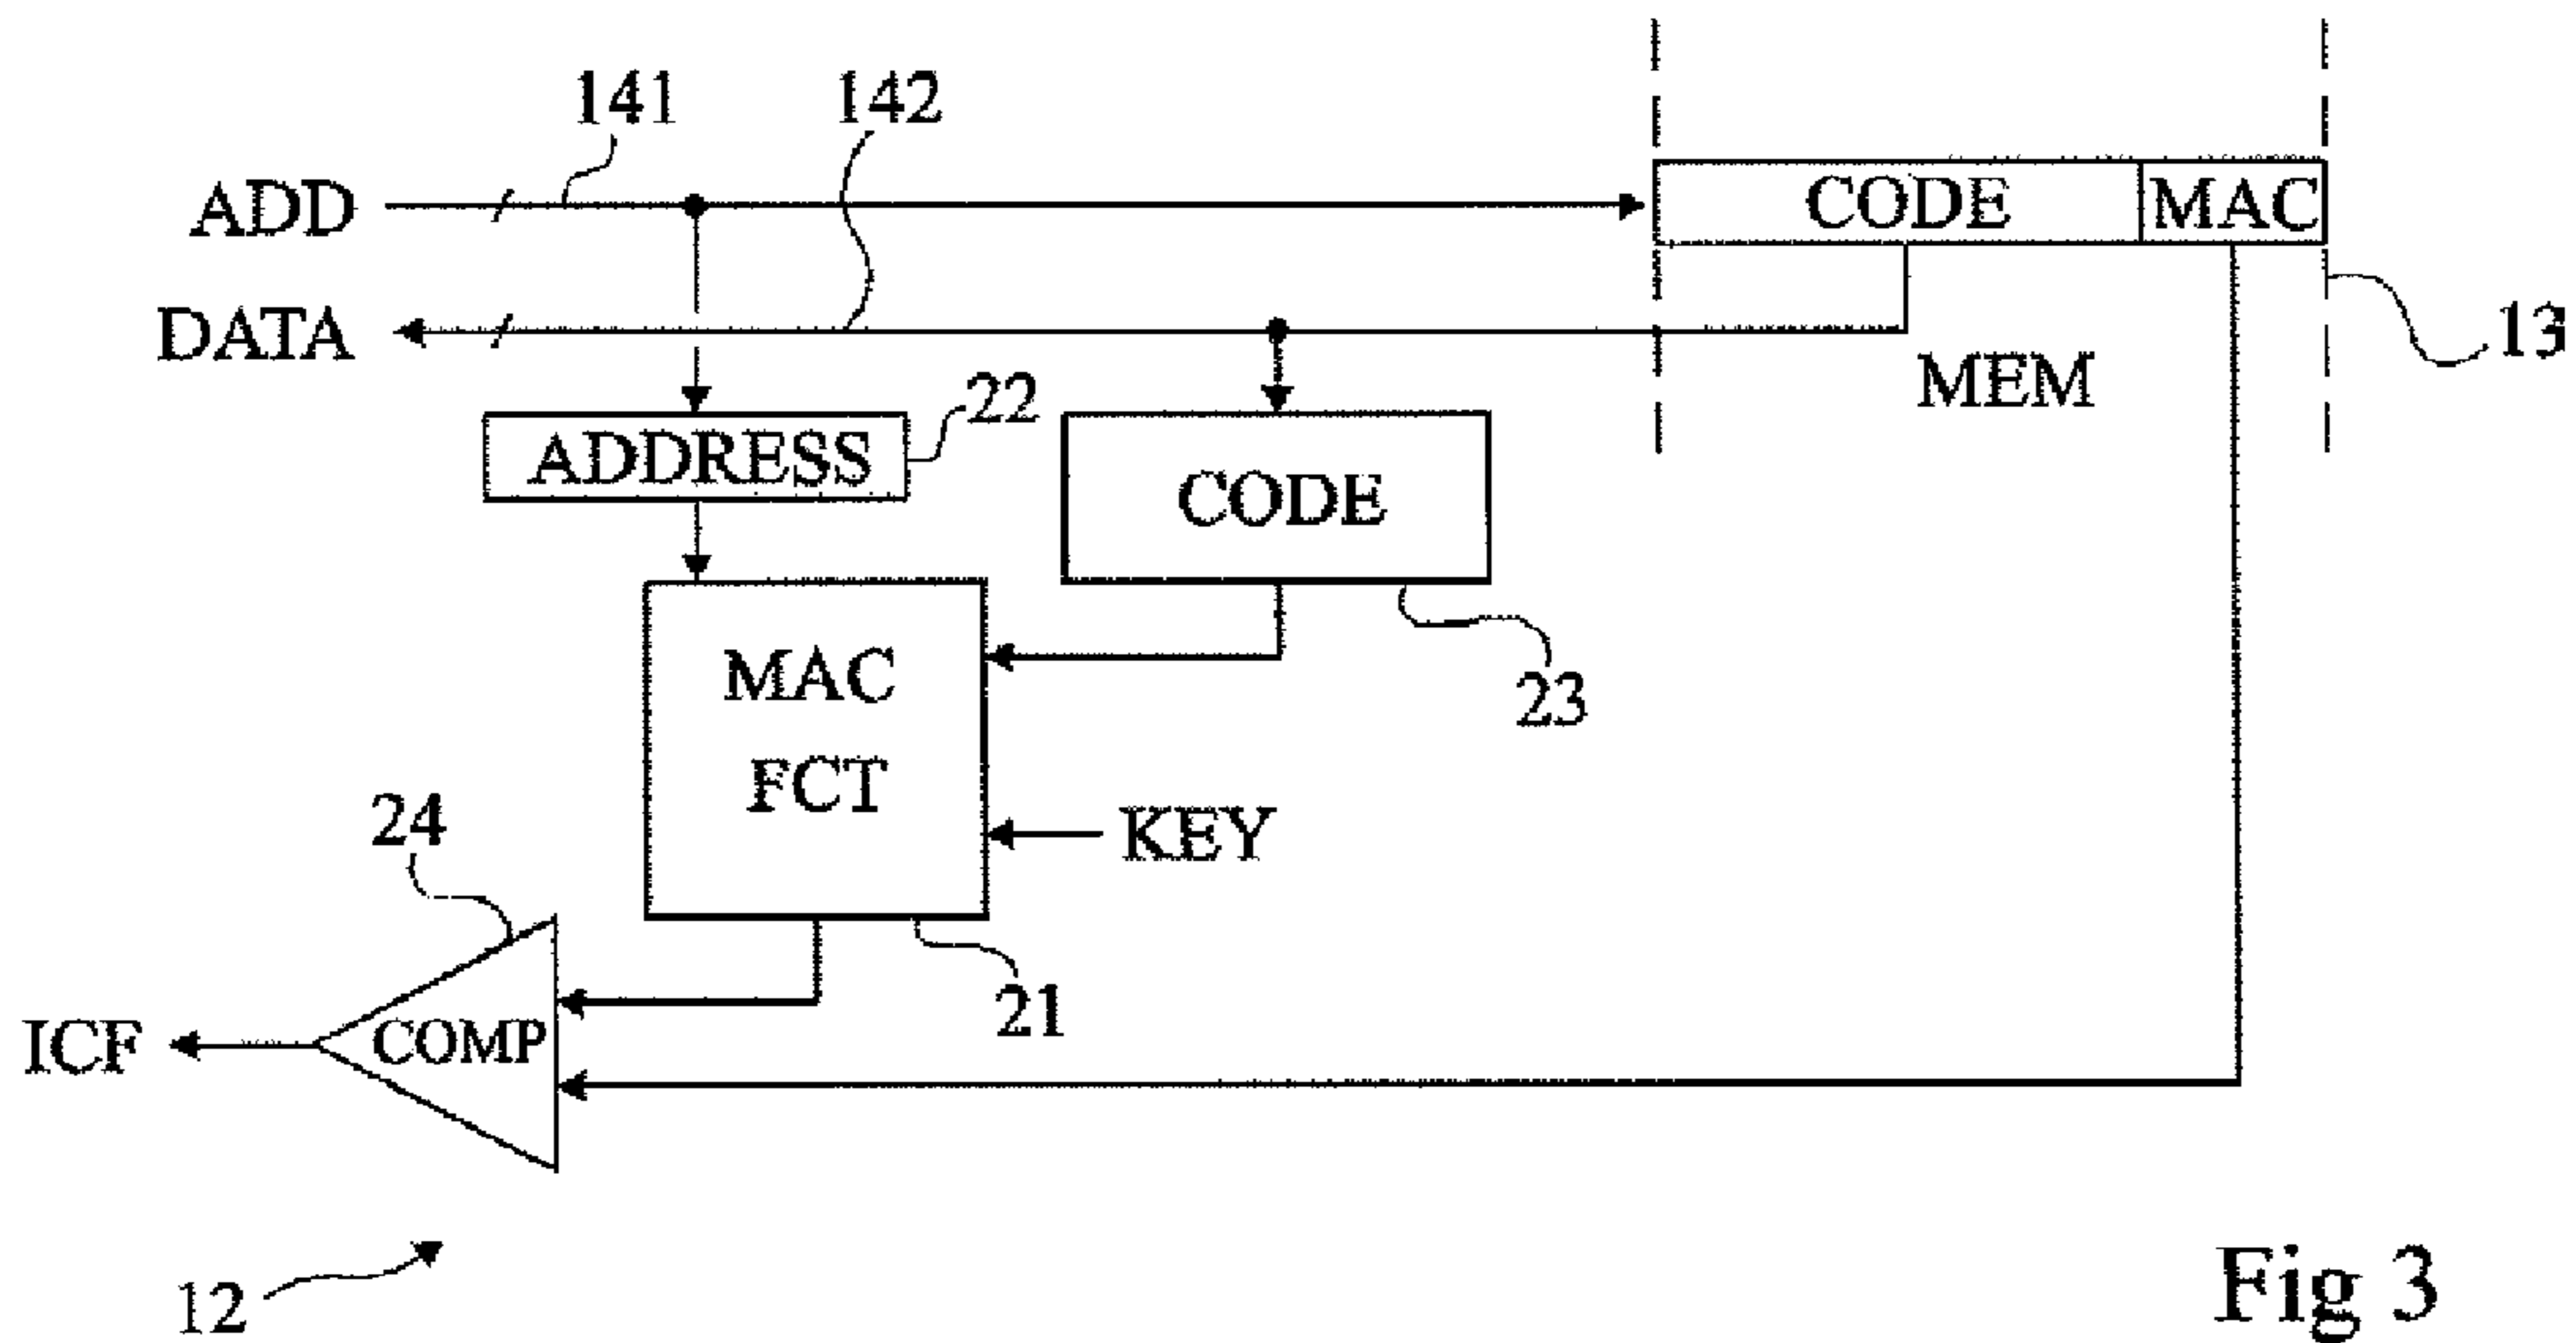 141
142
ADD
CODE
MAC
DATA
13
MEM
22
ADDRESS
CODE
MAC
FCT
23
24
KEY
21
ICF
COMP
12
Fig 3